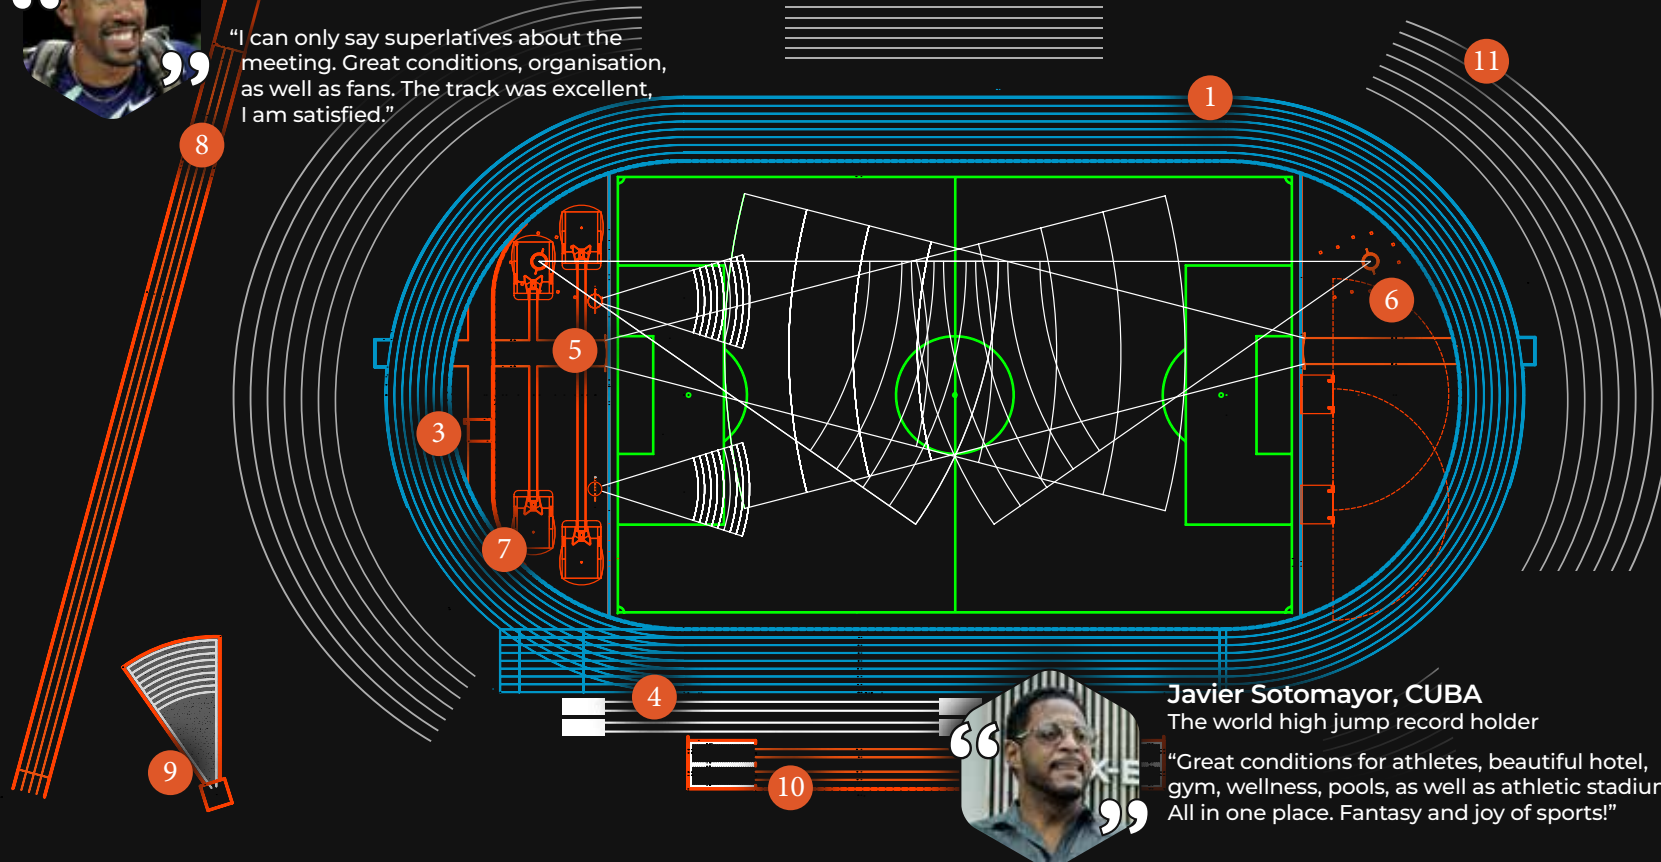 “I can only say superlatives about the
meeting. Great conditions, organisation,
as well as fans. The track was excellent,
I am satisfied.”
11
1
8
5
6
3
7
4
9
10
Javier Sotomayor, CUBA
The world high jump record holder
“Great conditions for athletes, beautiful hotel,
gym, wellness, pools, as well as athletic
All in one place. Fantasy and joy of sports!”
X-E